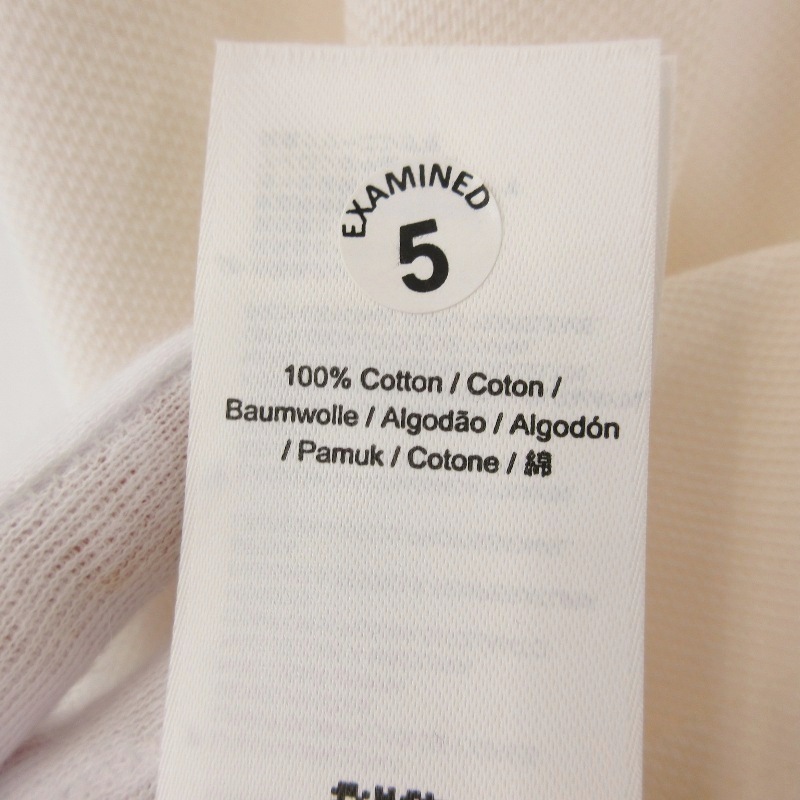 EXAMINED
5
100% Cotton / Coton /
Baumwolle / Algodão / Algodón
/ Pamuk / Cotone / 綿